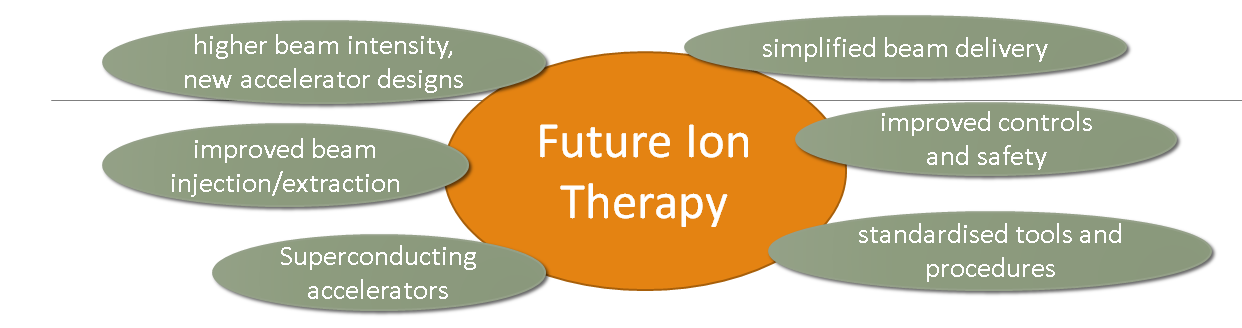 higher beam intensity,
new accelerator designs
simplified beam delivery
improved beam
injection/extraction
Future Ion
Therapy
improved controls
and safety
Superconducting
accelerators
standardised tools and
procedures